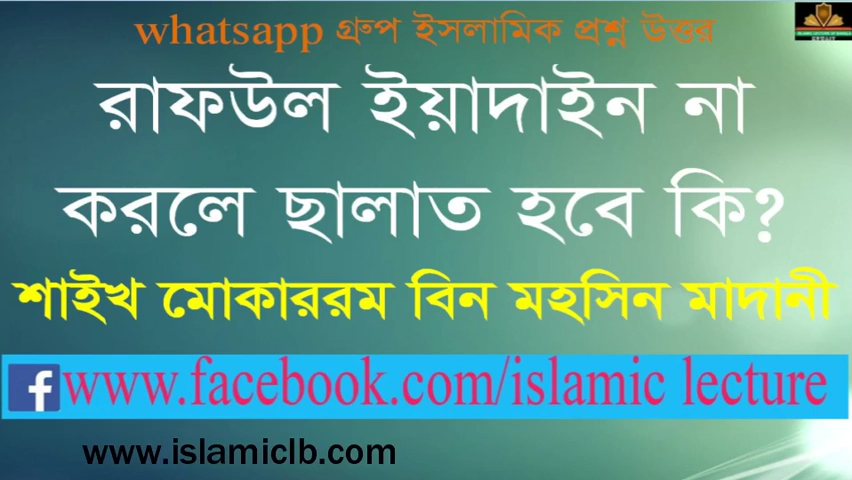 whatsapp গ্রুপ ইসলামিক প্রশ্ন উত্তর
রাফউল ইয়াদাইন না
করলে ছালাত হবে কি?
শাইখ মোকাররম বিন মহসিন মাদানী
www.facebook.com/islamic lecture
www.islamiclb.com